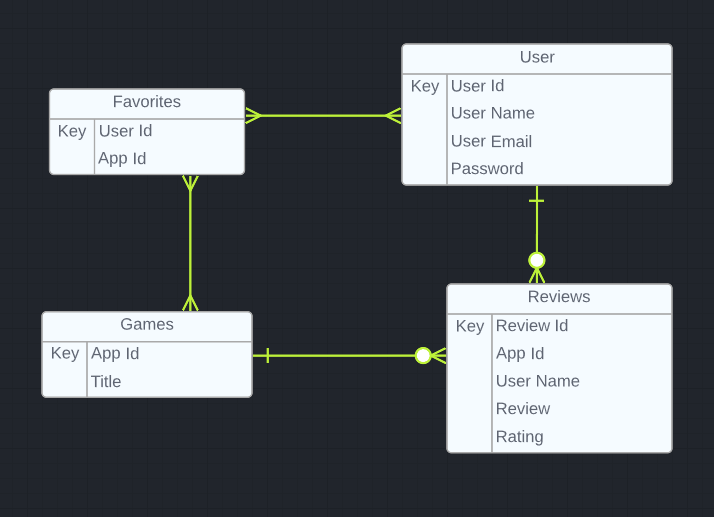 User
Key User Id
User Name
User Email
Password
Favorites
Key User Id
App Id
Games
Key App Id
Title
Reviews
Key Review Id
App Id
User Name
Review
Rating